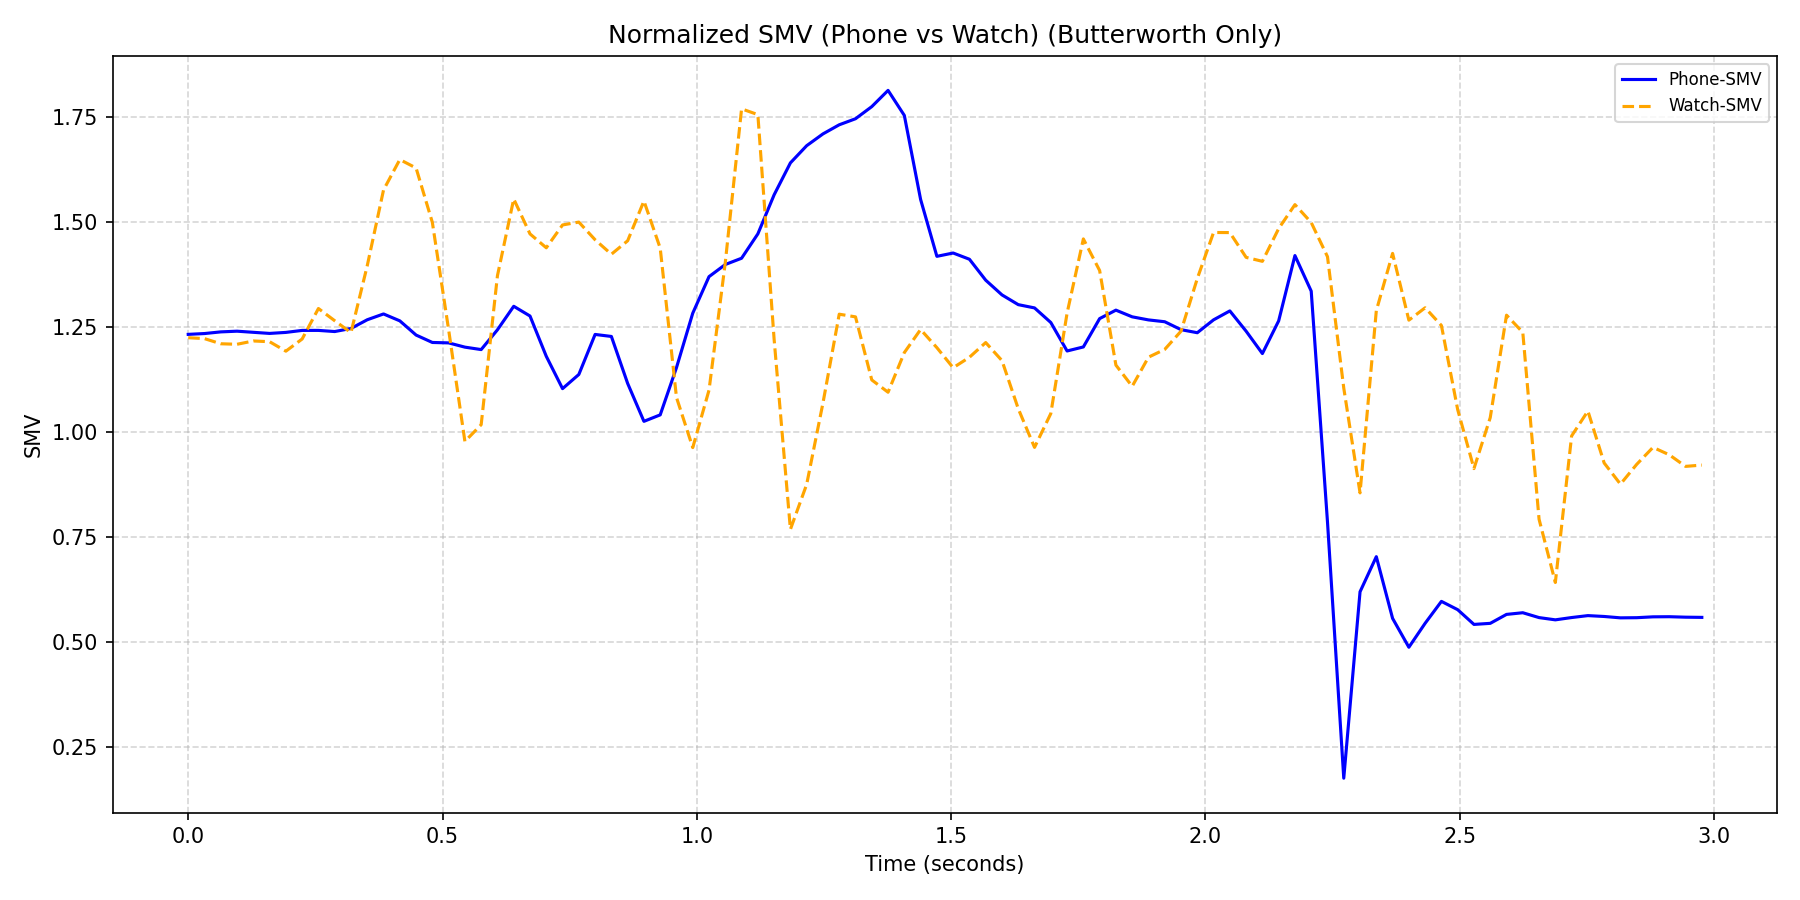 Normalized SMV (Phone vs Watch) (Butterworth Only)
Phone-SMV
Watch-SMV
1.75
1.50
1.25
1.00
0.75
0.50
0.25
SMV
0.0 0.5 1.0 1.5 2.0 2.5 3.0
Time (seconds)